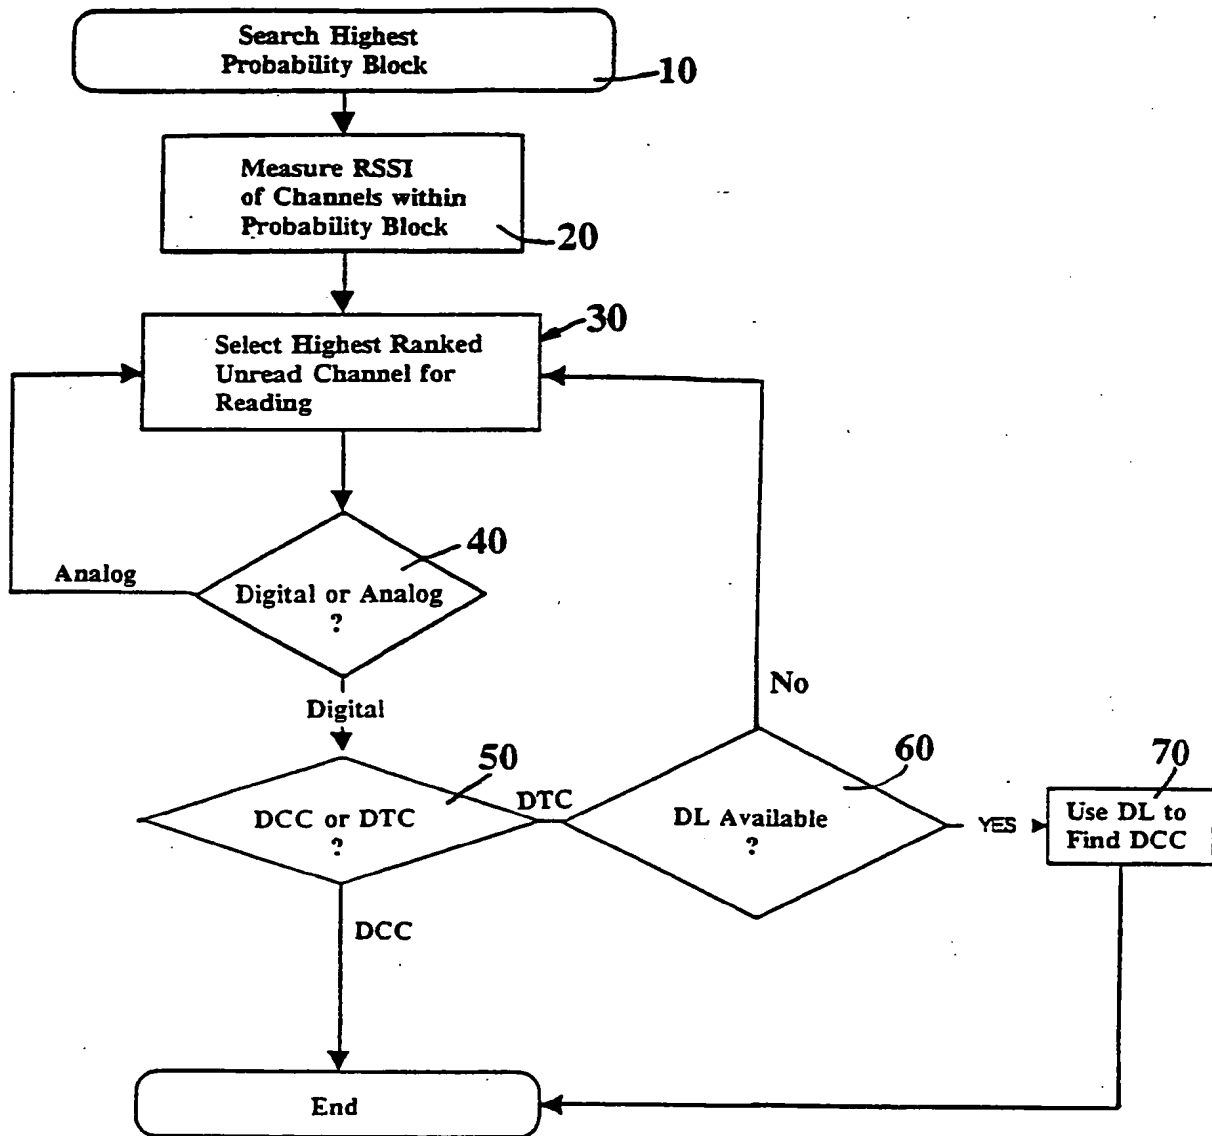 Search Highest
Probability Block
10
Measure RSSI
of Channels within
Probability Block
20
30
Select Highest Ranked
Unread Channel for
Reading
40
Analog
Digital or Analog
?
No
Digital
50
60
70
DTC
DCC or DTC
?
DL Available
?
YES
Use DL to
Find DCC
DCC
End